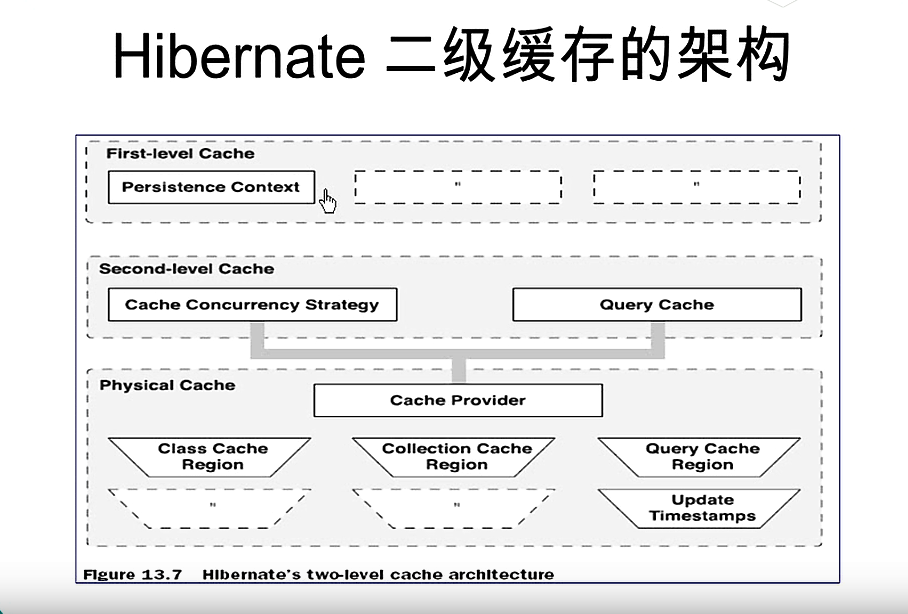 Hibernate 二级缓存的架构
First-level Cache
Persistence Context
"
"
Second-level Cache
Cache Concurrency Strategy
Query Cache
Physical Cache
Cache Provider
Class Cache
Region
Collection Cache
Region
Query Cache
Region
"
"
Update
Timestamps
Figure 13.7 Hibernate's two-level cache architecture